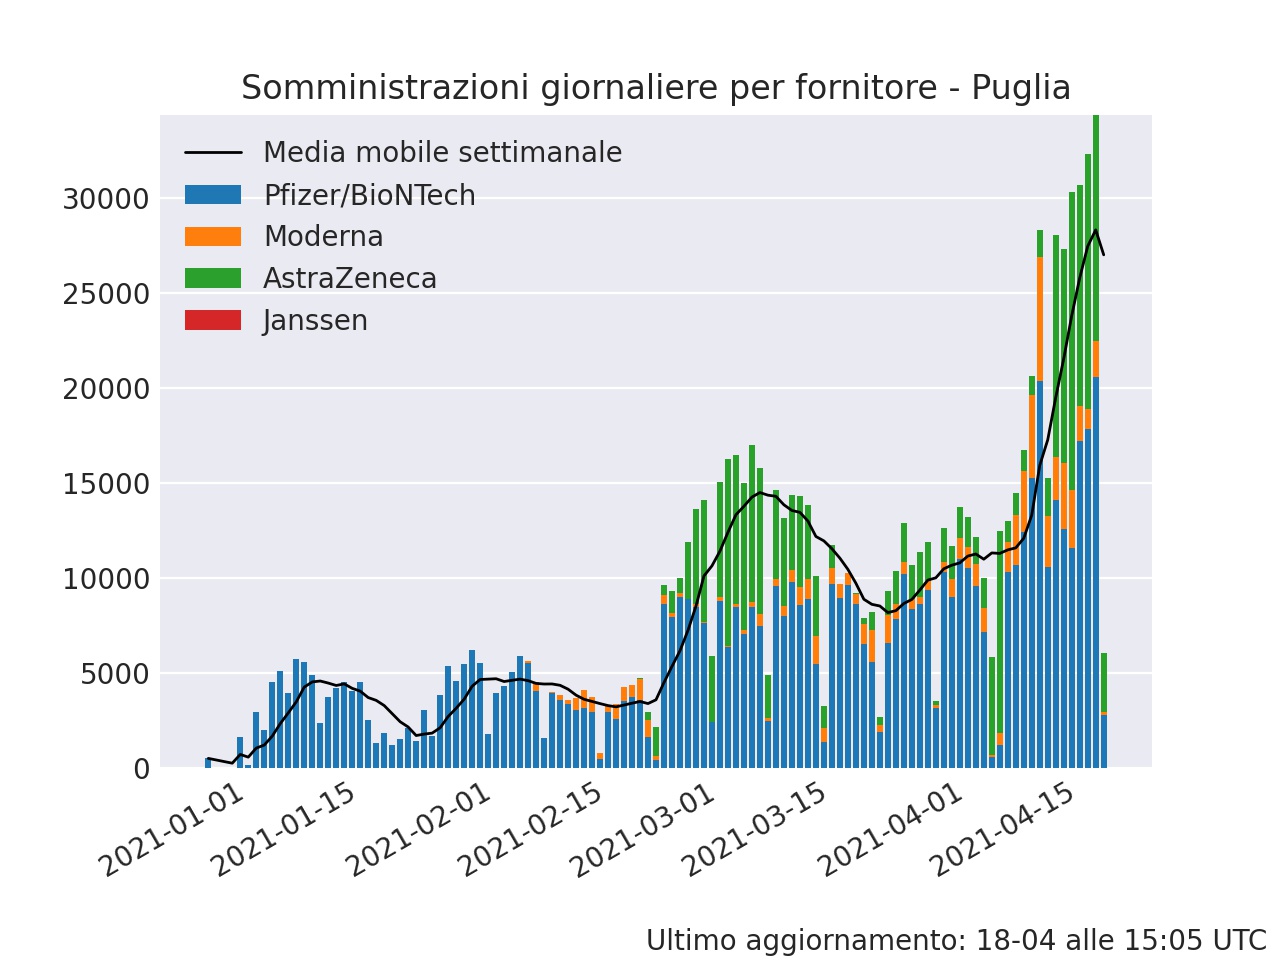 Somministrazioni giornaliere per fornitore - Puglia
Media mobile settimanale
Pfizer/BioNTech
Moderna
AstraZeneca
Janssen
30000
25000
20000
15000
10000
5000
0
2021-01-01
2021-01-15
2021-02-01
2021-02-15
2021-03-01
2021-03-15
2021-04-01
2021-04-15
Ultimo aggiornamento: 18-04 alle 15:05 UTC